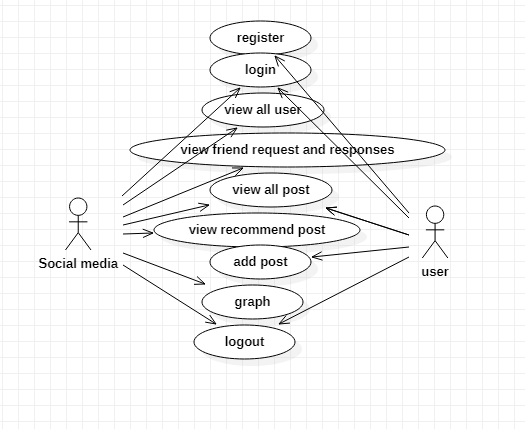 register
login
view all user
view friend request and responses
view all post
view recommend post
add post
graph
logout
Social media
user